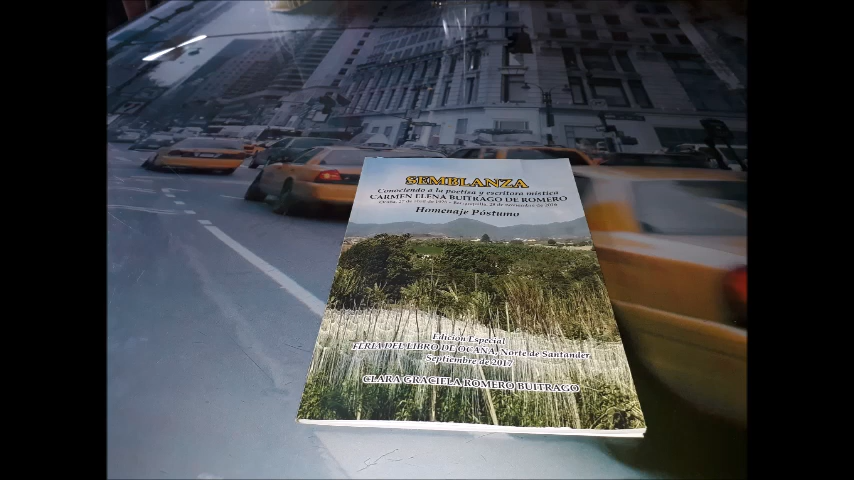 SEMBLANZA
Conociendo a la poetisa y escritora mística
CARMEN ELENA BUITRAGO DE ROMERO
Homenaje Póstumo
Edición Especial
FERIA DEL LIBRO DE OCAÑA, Norte de Santander,
Septiembre de 2017
CLARA GRACIELA ROMERO BUITRAGO